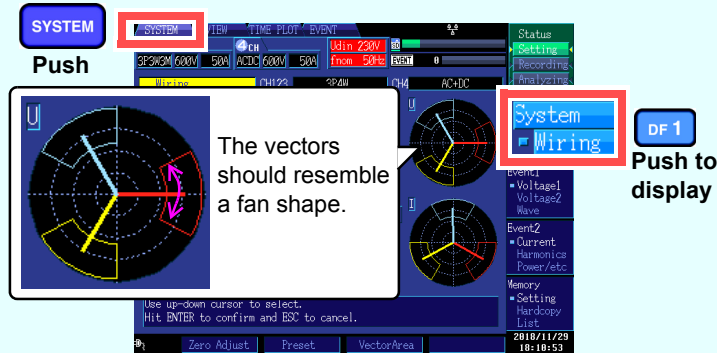 SYSTEM
Push
SYSTEM VIEW TIME PLOT EVENT
4CH
3P3W3M 600V 50A ACDC 600V 50A
Udin 230V
fnom 50Hz EVENT 0
Wiring CH123 3P4W CH4 AC+DC
Status
Setting
Recording
Analyzing
U
The vectors
should resemble
a fan shape.
U
I
System
Wiring
DF 1
Push to
display
Event1
Voltage1
Voltage2
Wave
Event2
Current
Harmonics
Power/etc
Memory
Setting
Hardcopy
List
Use up-down cursor to select.
Hit ENTER to confirm and ESC to cancel.
Zero Adjust Preset VectorArea
2018/11/29
18:10:53